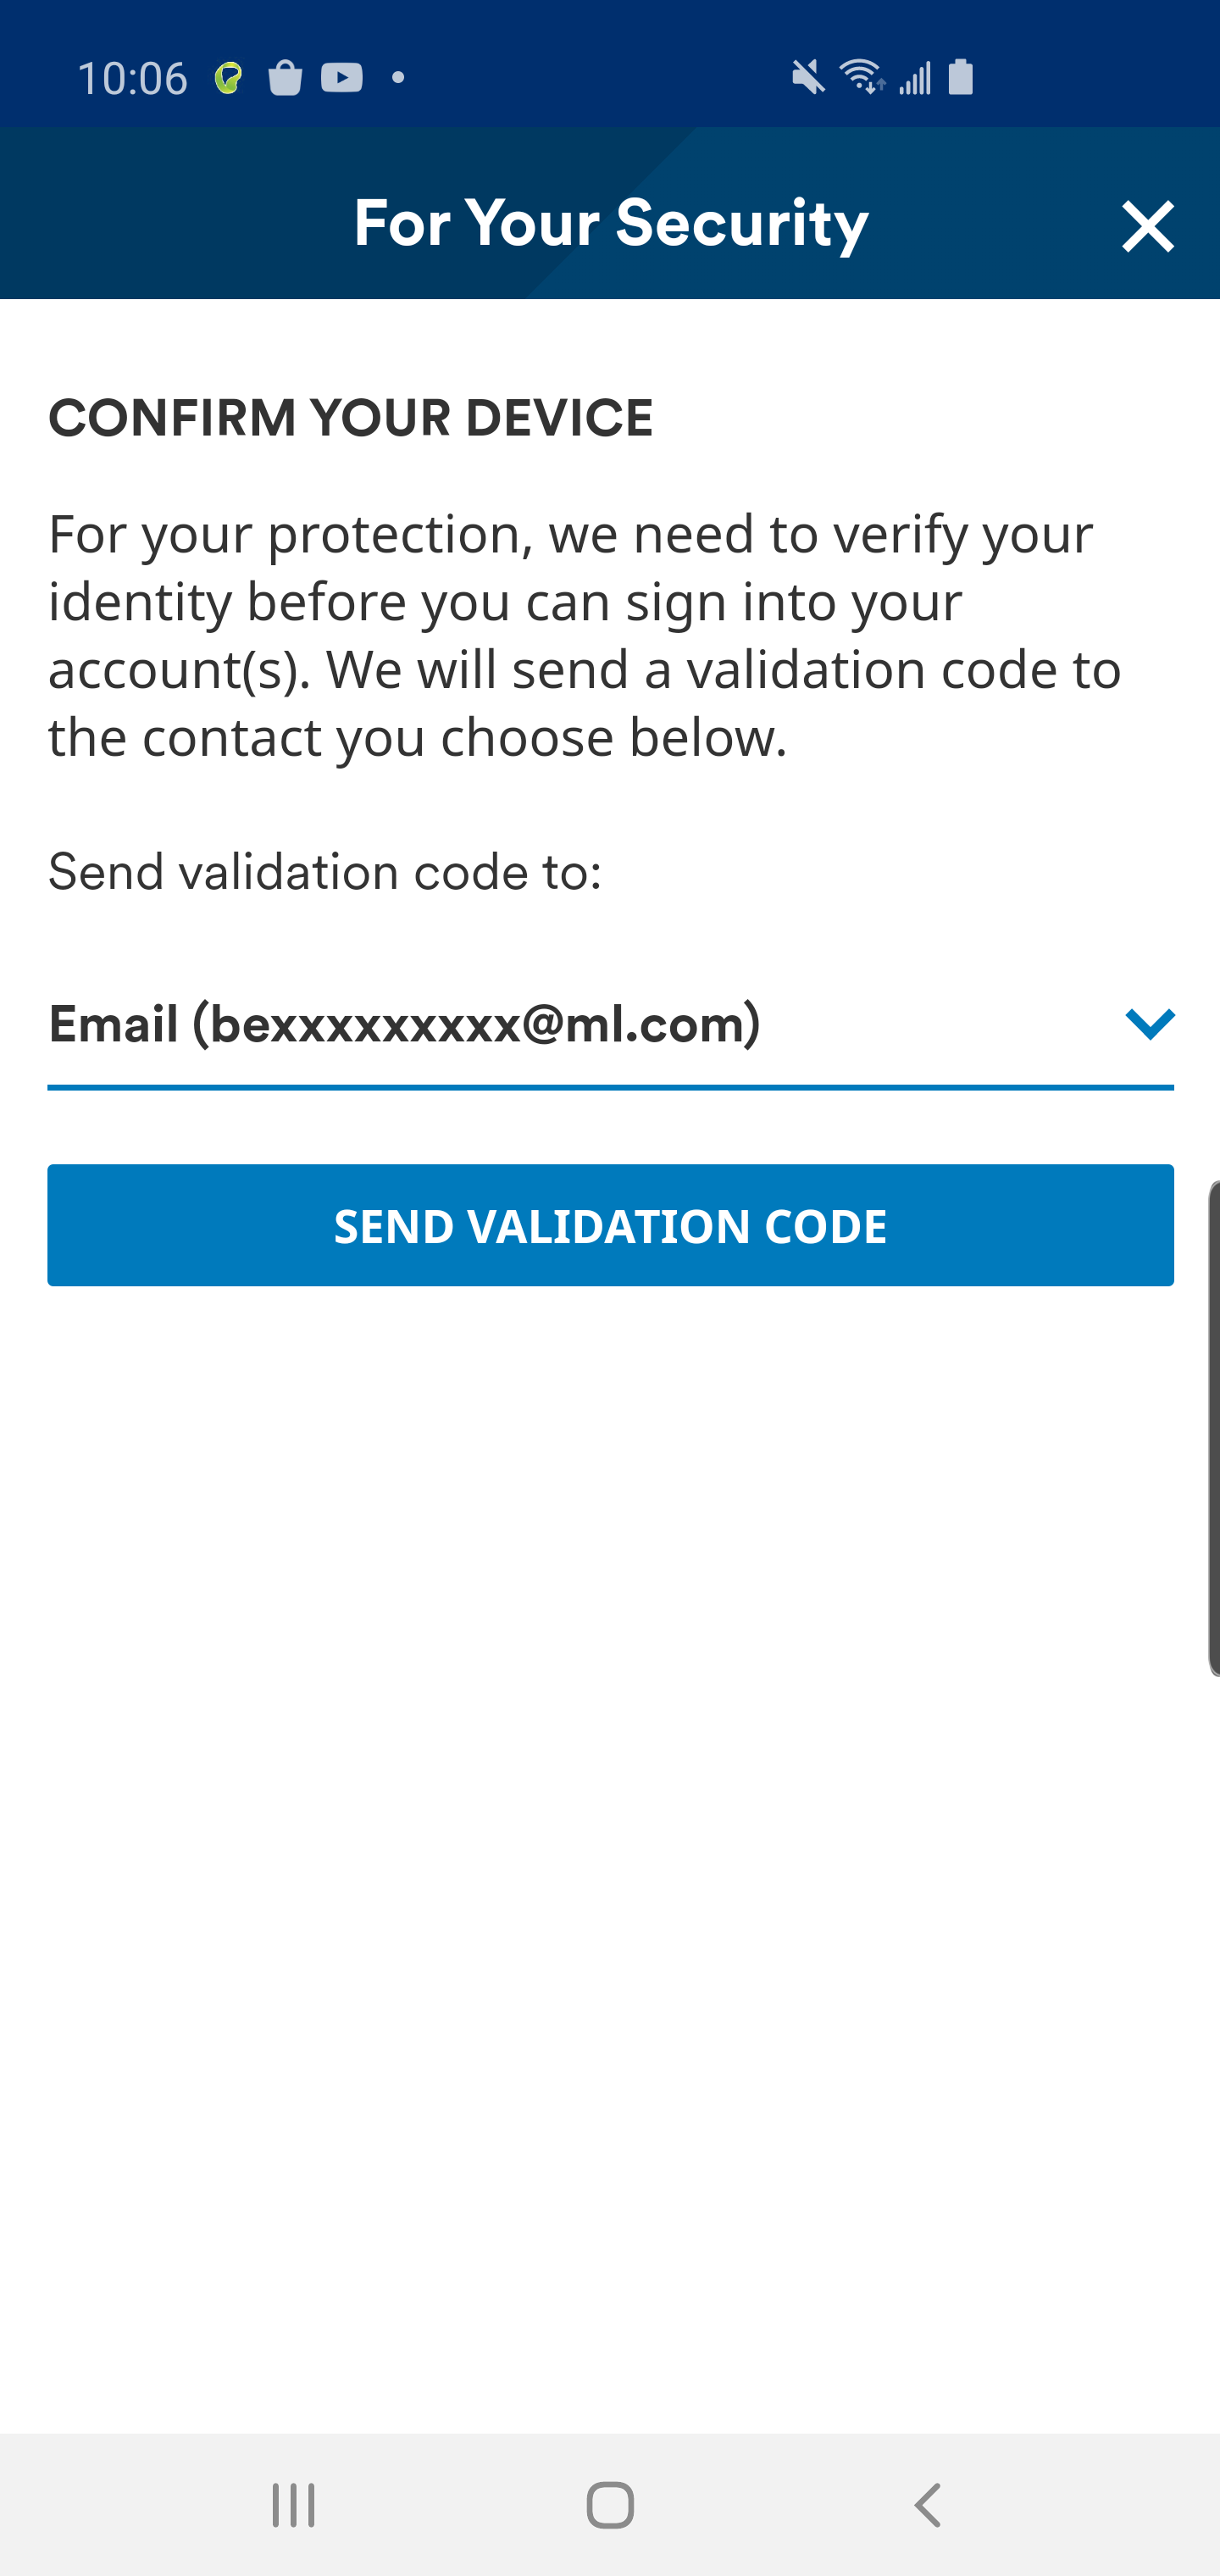 10:06
For Your Security
CONFIRM YOUR DEVICE
For your protection, we need to verify your
identity before you can sign into your
account(s). We will send a validation code to
the contact you choose below.
Send validation code to:
Email (bexxxxxxxxx@ml.com)
SEND VALIDATION CODE